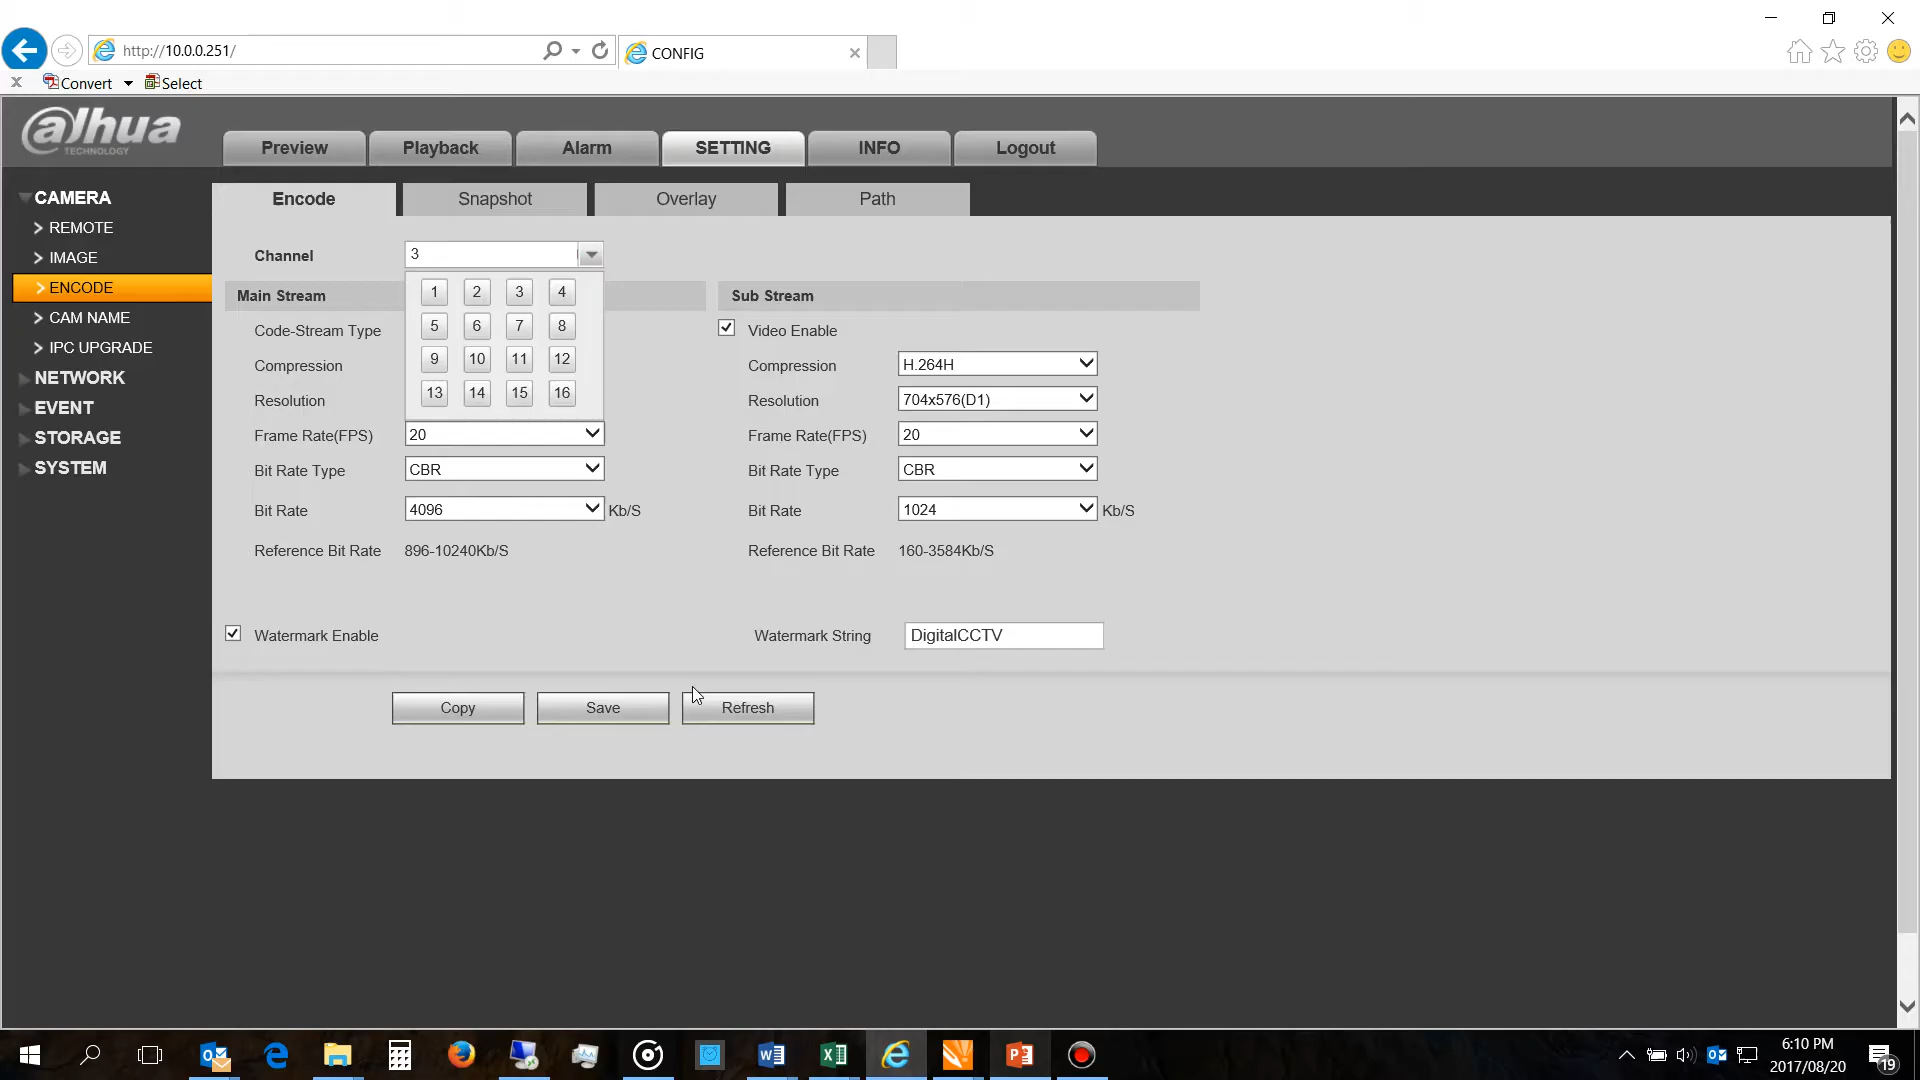 http://10.0.0.251/
CONFIG
Convert
Select
alhua
TECHNOLOGY
Preview
Playback
Alarm
SETTING
INFO
Logout
CAMERA
REMOTE
IMAGE
ENCODE
CAM NAME
IPC UPGRADE
NETWORK
EVENT
STORAGE
SYSTEM
Encode
Snapshot
Overlay
Path
Channel 3
1 2 3 4
5 6 7 8
9 10 11 12
13 14 15 16
Main Stream
Code-Stream Type
Compression
Resolution
Frame Rate(FPS) 20
Bit Rate Type CBR
Bit Rate 4096 Kb/S
Reference Bit Rate 896-10240Kb/S
Sub Stream
Video Enable
Compression H.264H
Resolution 704x576(D1)
Frame Rate(FPS) 20
Bit Rate Type CBR
Bit Rate 1024 Kb/S
Reference Bit Rate 160-3584Kb/S
Watermark Enable
Watermark String DigitalCCTV
Copy
Save
Refresh
6:10 PM
2017/08/20
19